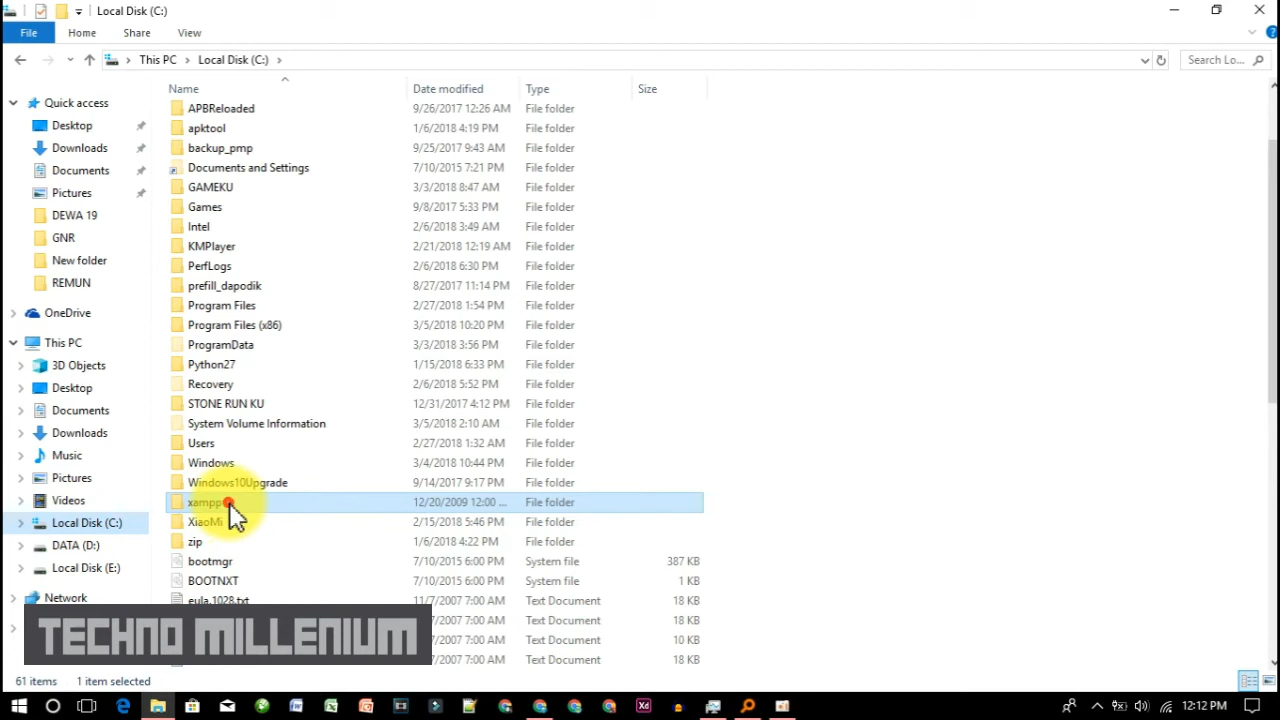 Local Disk (C:)
File Home Share View
This PC Local Disk (C:) Search Lo...
Name Date modified Type Size
Quick access
Desktop
Downloads
Documents
Pictures
DEWA 19
GNR
New folder
REMUN
OneDrive
This PC
3D Objects
Desktop
Documents
Downloads
Music
Pictures
Videos
Local Disk (C:)
DATA (D:)
Local Disk (E:)
Network
APBReloaded 9/26/2017 12:26 AM File folder
apktool 1/6/2018 4:19 PM File folder
backup_pmp 9/25/2017 9:43 AM File folder
Documents and Settings 7/10/2015 7:21 PM File folder
GAMEKU 3/3/2018 8:47 AM File folder
Games 9/8/2017 5:33 PM File folder
Intel 2/6/2018 3:49 AM File folder
KMPlayer 2/21/2018 12:19 AM File folder
PerfLogs 2/6/2018 6:30 PM File folder
prefill_dapodik 8/27/2017 11:14 PM File folder
Program Files 2/27/2018 1:54 PM File folder
Program Files (x86) 3/5/2018 10:20 PM File folder
ProgramData 3/3/2018 3:56 PM File folder
Python27 1/15/2018 6:33 PM File folder
Recovery 2/6/2018 5:52 PM File folder
STONE RUN KU 12/31/2017 4:12 PM File folder
System Volume Information 3/5/2018 2:10 AM File folder
Users 2/27/2018 1:32 AM File folder
Windows 3/4/2018 10:44 PM File folder
Windows10Upgrade 9/14/2017 9:17 PM File folder
xampp 12/20/2009 12:00 ... File folder
XiaoMi 2/15/2018 5:46 PM File folder
zip 1/6/2018 4:22 PM File folder
bootmgr 7/10/2015 6:00 PM System file 387 KB
BOOTNXT 7/10/2015 6:00 PM System file 1 KB
eula.1028.txt 11/7/2007 7:00 AM Text Document 18 KB
/2007 7:00 AM Text Document 18 KB
/2007 7:00 AM Text Document 10 KB
/2007 7:00 AM Text Document 18 KB
TECHNO MILLENIUM
61 items 1 item selected
12:12 PM